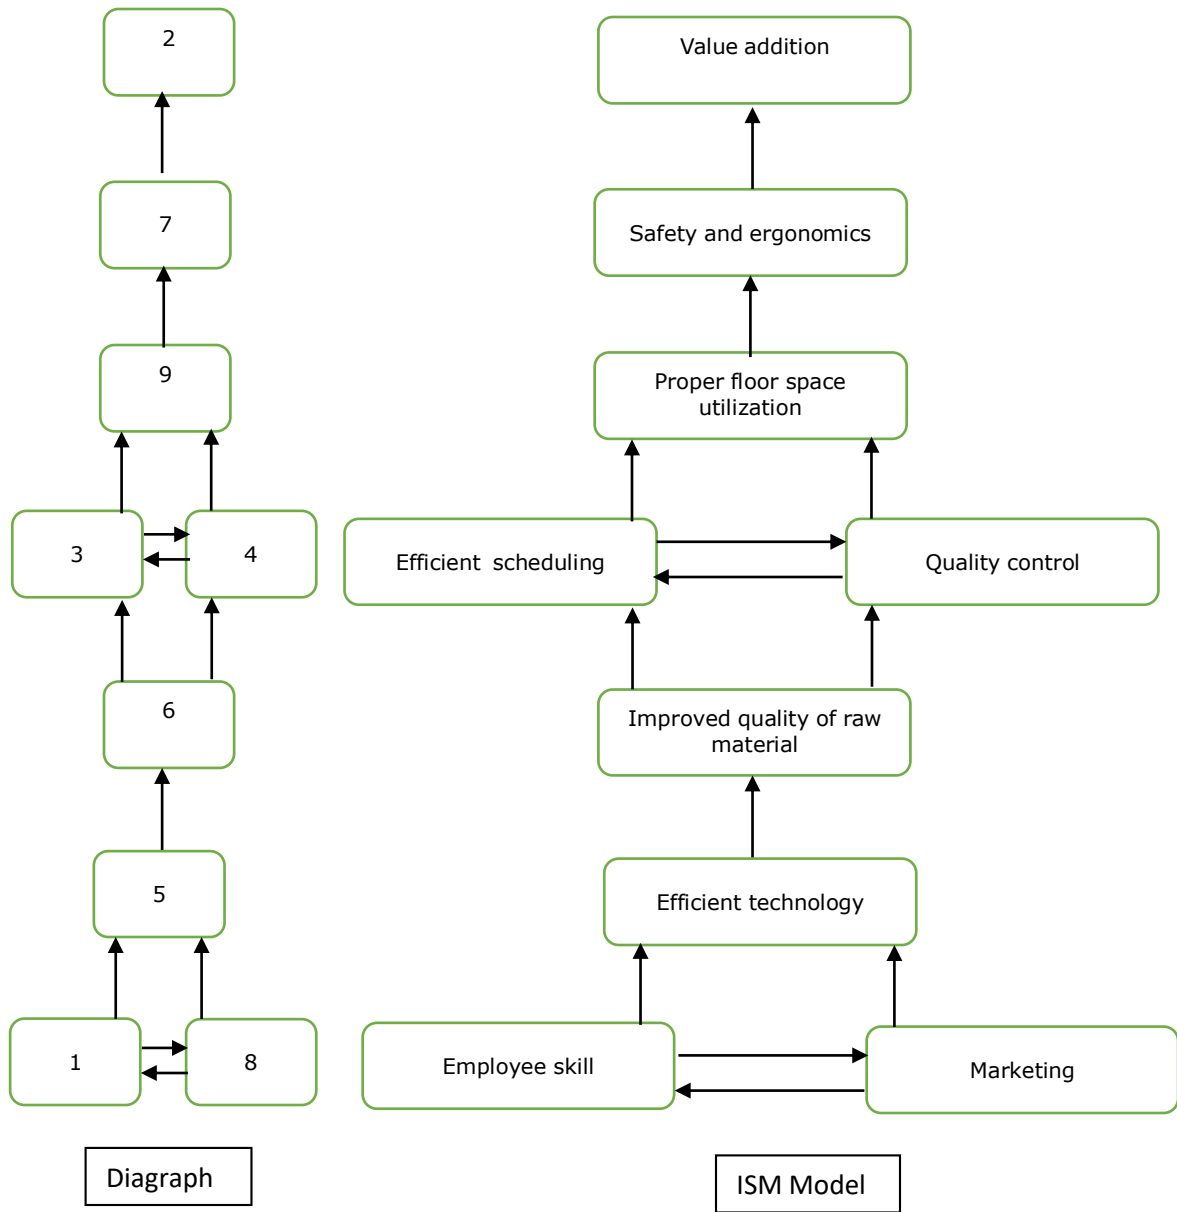 2
7
9
3
4
6
5
1
8
Diagraph
Value addition
Safety and ergonomics
Proper floor space
utilization
Efficient scheduling
Quality control
Improved quality of raw
material
Efficient technology
Employee skill
Marketing
ISM Model